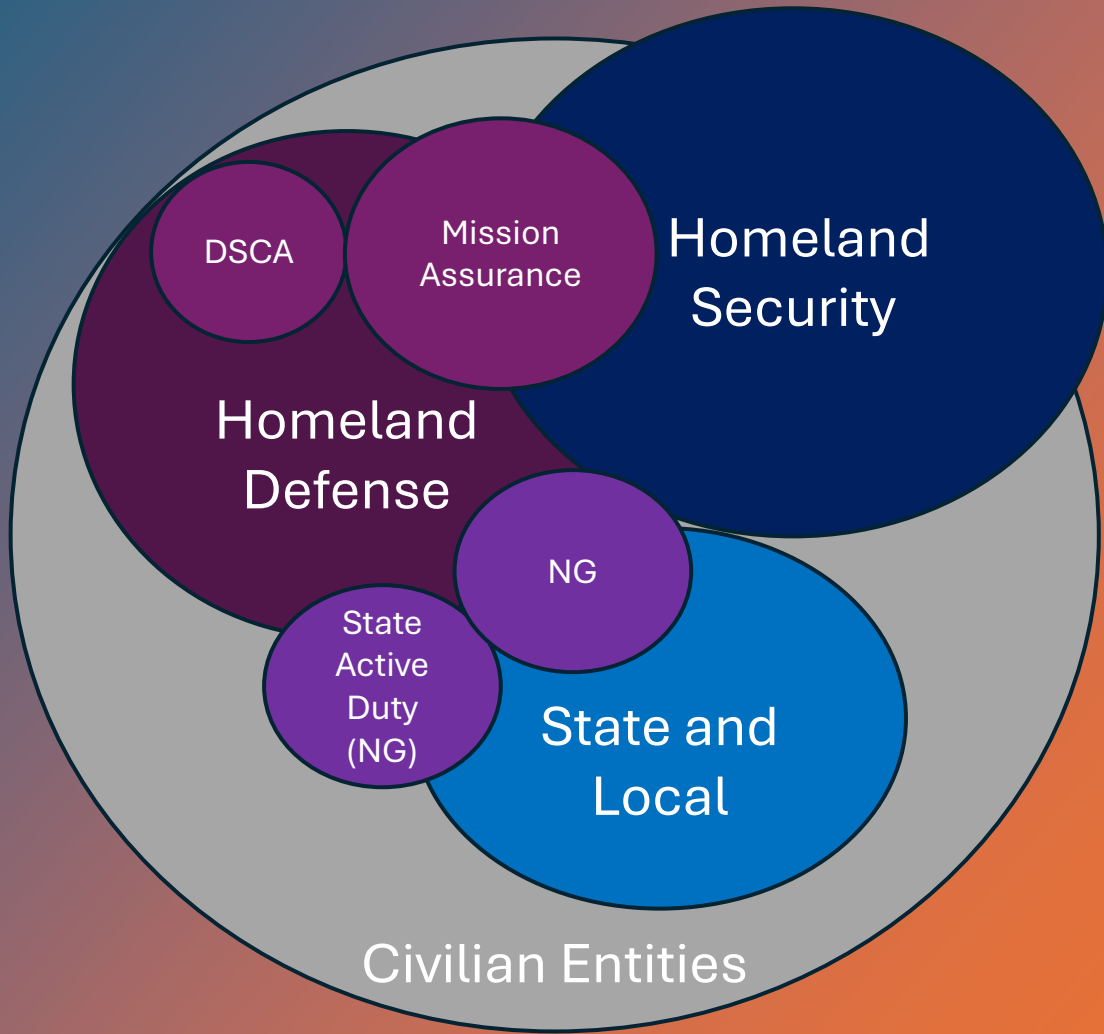 DSCA
Mission
Assurance
Homeland
Security
Homeland
Defense
NG
State
Active
Duty
(NG)
State and
Local
Civilian Entities